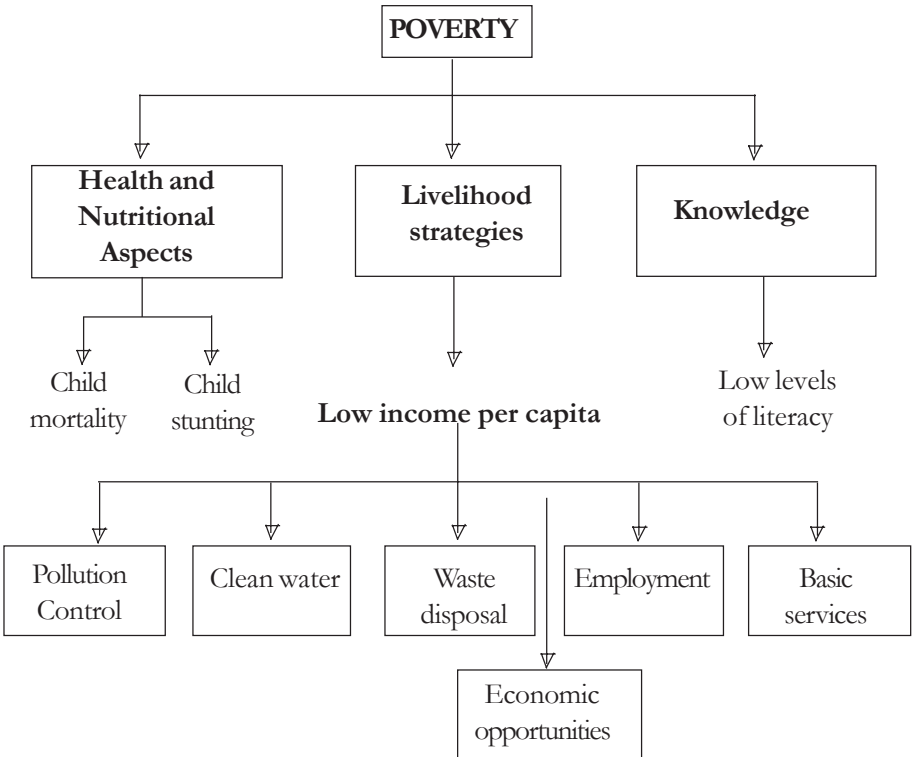 POVERTY
Health and
Nutritional
Aspects
Livelihood
strategies
Knowledge
Child
mortality
Child
stunting
Low income per capita
Low levels
of literacy
Pollution
Control
Clean water
Waste
disposal
Employment
Basic
services
Economic
opportunities